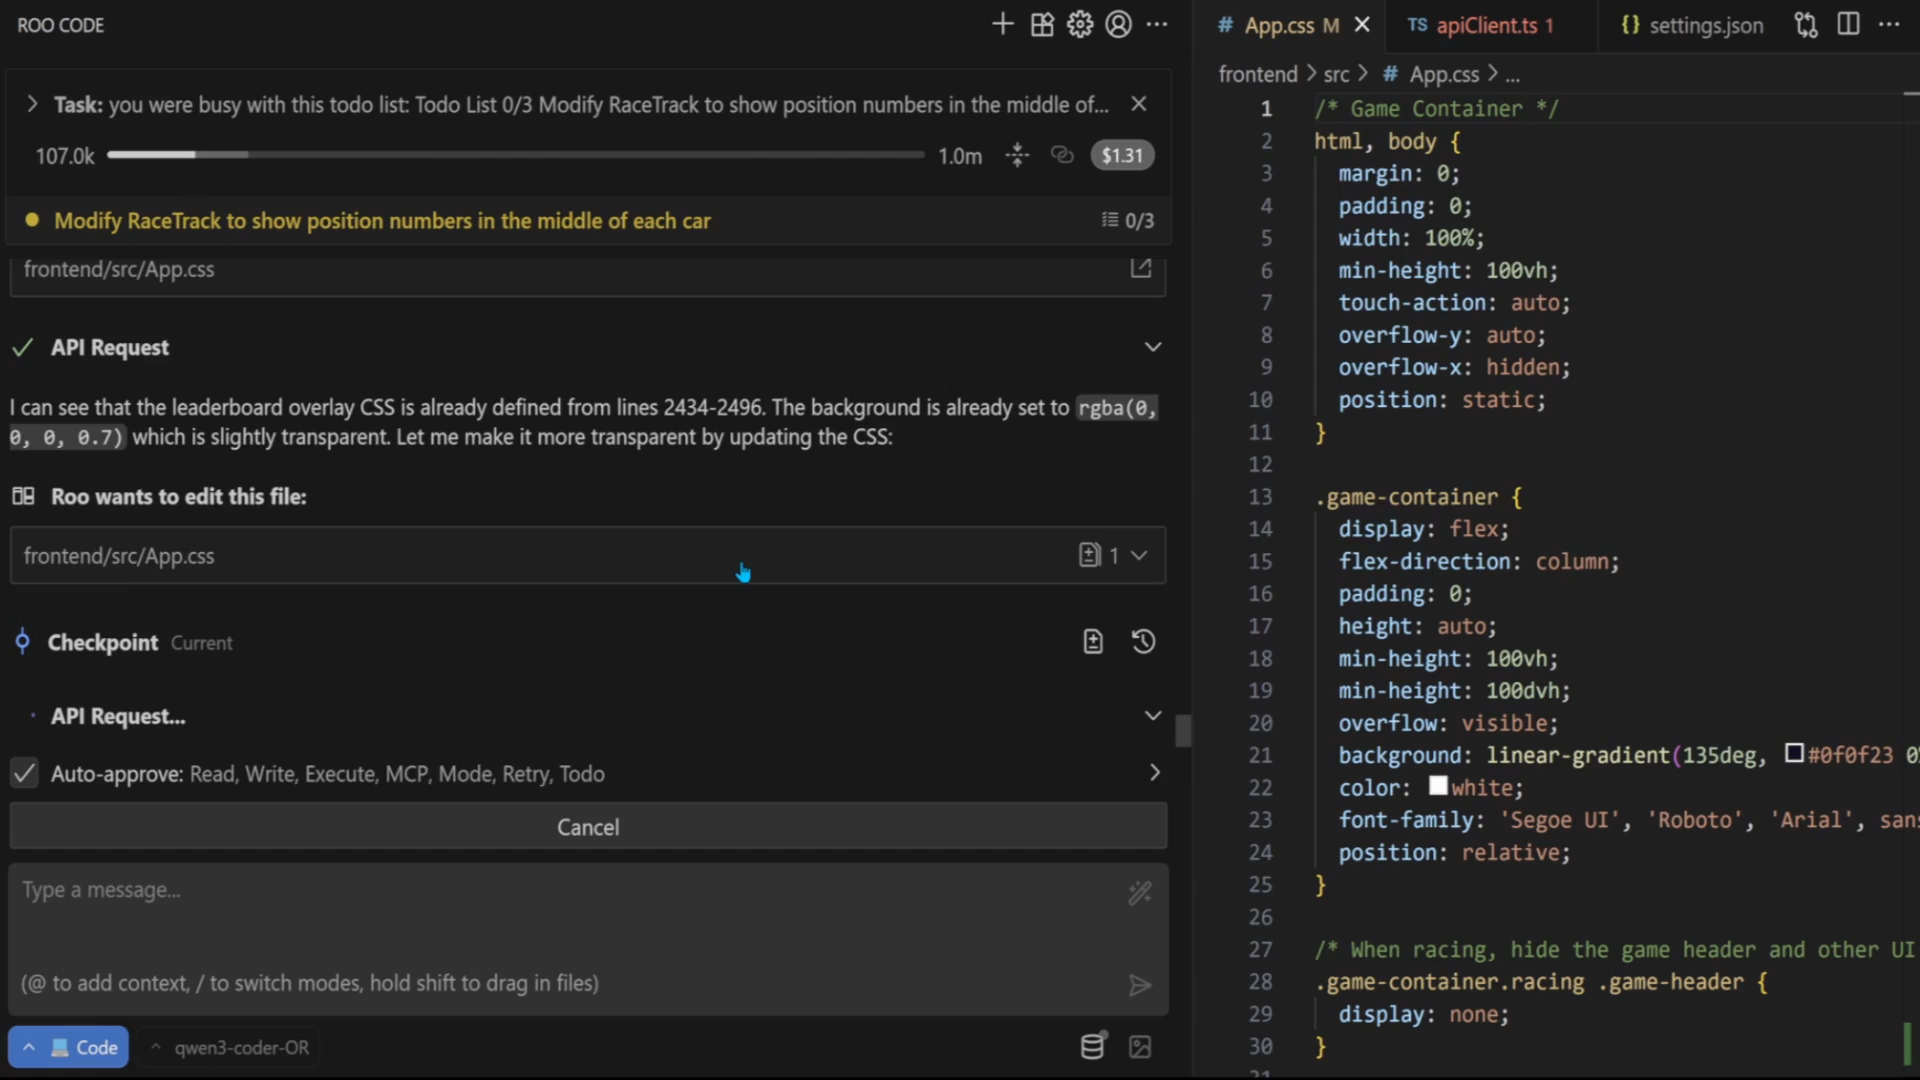 ROO CODE
Task: you were busy with this todo list: Todo List 0/3 Modify RaceTrack to show position numbers in the middle of...
107.0k 1.0m $1.31
Modify RaceTrack to show position numbers in the middle of each car 0/3
frontend/src/App.css
API Request
I can see that the leaderboard overlay CSS is already defined from lines 2434-2496. The background is already set to rgba(0,
0, 0, 0.7) which is slightly transparent. Let me make it more transparent by updating the CSS:
Roo wants to edit this file:
frontend/src/App.css 1
Checkpoint Current
API Request...
Auto-approve: Read, Write, Execute, MCP, Mode, Retry, Todo
Cancel
Type a message...
(@ to add context, / to switch modes, hold shift to drag in files)
Code qwen3-coder-OR
# App.css M TS apiClient.ts 1 {} settings.json
frontend > src > # App.css > ...
1 /* Game Container */
2 html, body {
3 margin: 0;
4 padding: 0;
5 width: 100%;
6 min-height: 100vh;
7 touch-action: auto;
8 overflow-y: auto;
9 overflow-x: hidden;
10 position: static;
11 }
12
13 .game-container {
14 display: flex;
15 flex-direction: column;
16 padding: 0;
17 height: auto;
18 min-height: 100vh;
19 min-height: 100dvh;
20 overflow: visible;
21 background: linear-gradient(135deg, #0f0f23 0
22 color: white;
23 font-family: 'Segoe UI', 'Roboto', 'Arial', sans
24 position: relative;
25 }
26
27 /* When racing, hide the game header and other UI
28 .game-container.racing .game-header {
29 display: none;
30 }